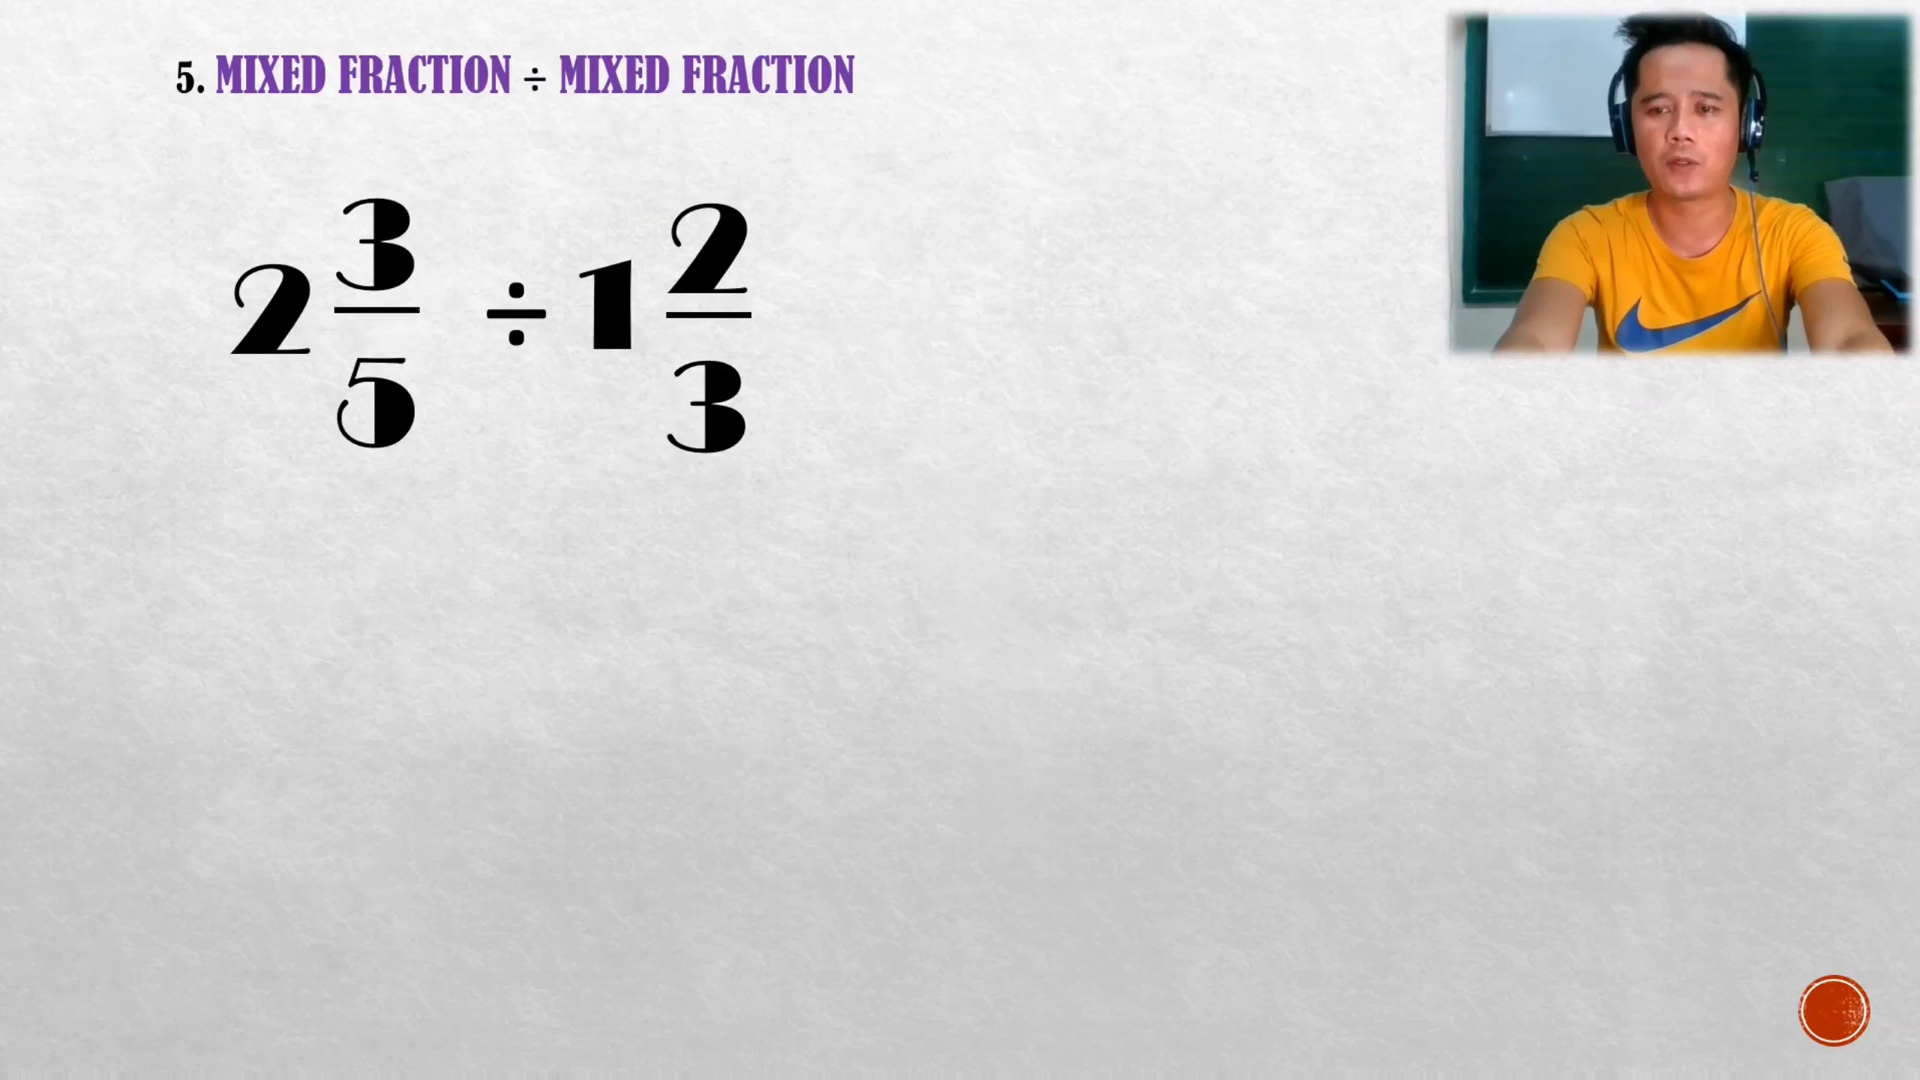 5. MIXED FRACTION ÷ MIXED FRACTION
2 3/5 ÷ 1 2/3